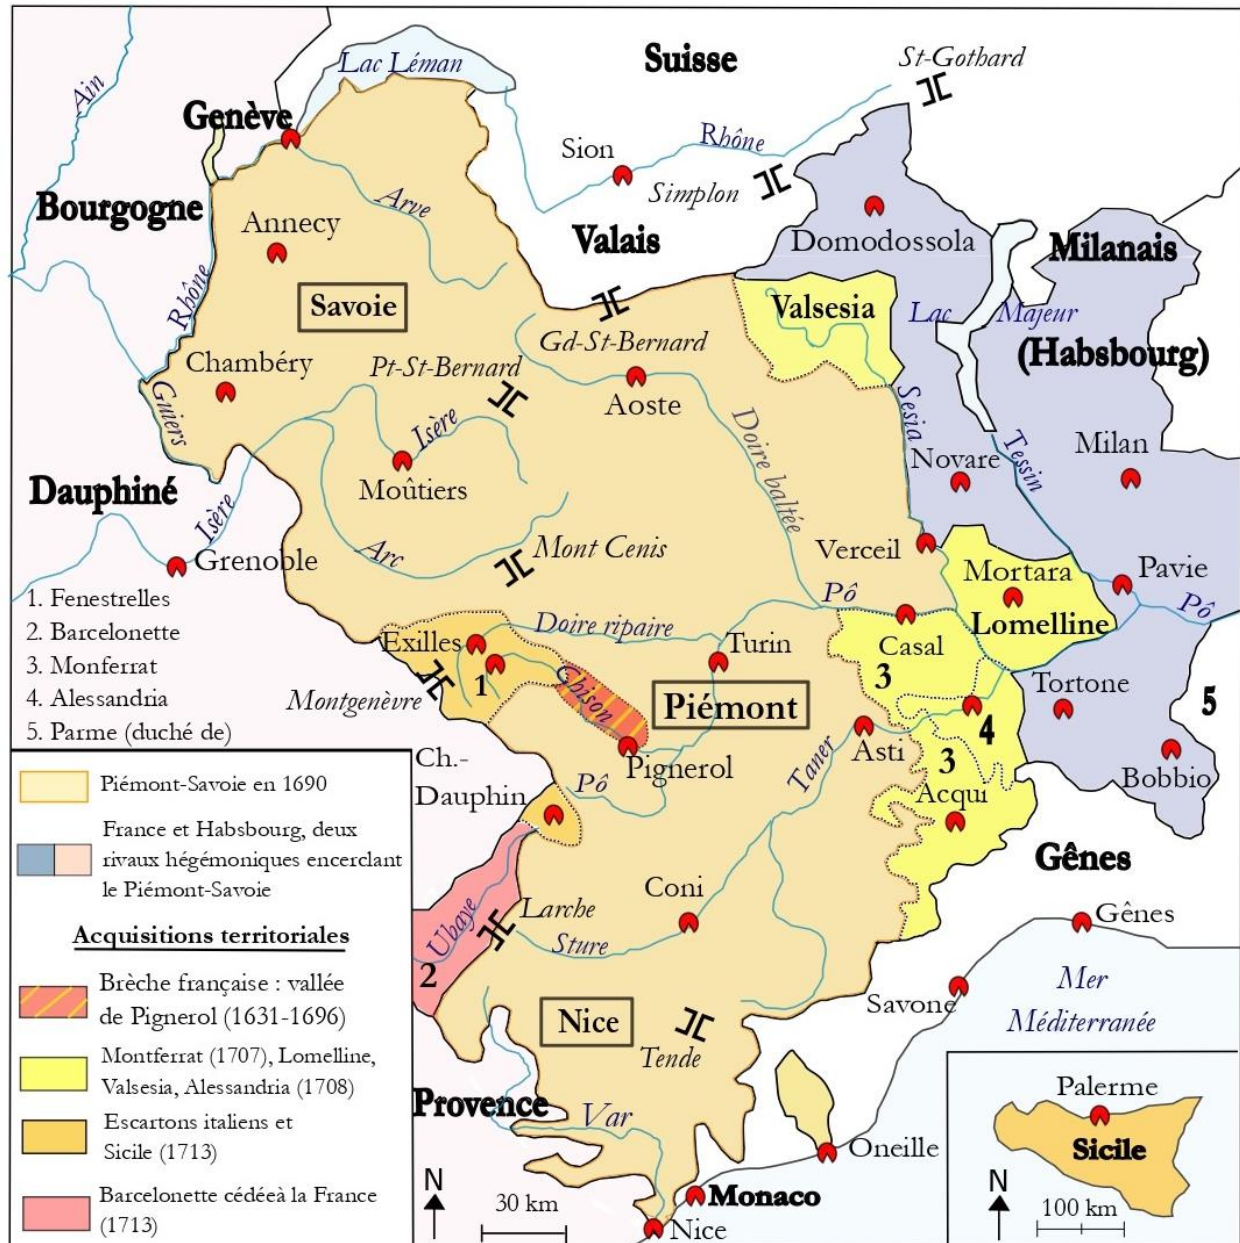 Lac Léman
Suisse
St-Gothard
Ain
Genève
Sion
Rhône
Simplon
Bourgogne
Arve
Annecy
Valais
Domodossola
Milanais
Rhône
Savoie
Valsesia
Lac
Majeur
Gd-St-Bernard
(Habsbourg)
Chambéry
Pt-St-Bernard
Aoste
Guiers
Isère
Doire baltée
Sesia
Novare
Tessin
Milan
Dauphiné
Moûtiers
Isère
Arc
Mont Cenis
Verceil
Grenoble
Mortara
Pavie
Pô
Pô
Lomelline
1. Fenestrelles
2. Barcelonette
3. Monferrat
4. Alessandria
5. Parme (duché de)
Exilles
Doire ripaire
Turin
Casal
1
3
Montgenèvre
Ghison
Piémont
Tortone
5
4
Asti
Pignerol
Taner
3
Bobbio
Ch.-
Dauphin
Pô
Acqui
Gênes
Coni
Larche
Ubaye
Sture
Gênes
2
Savone
Mer
Méditerranée
Nice
Tende
Provence
Var
Oneille
Monaco
Nice
N
30 km
Palerme
Sicile
N
100 km
Piémont-Savoie en 1690
France et Habsbourg, deux
rivaux hégémoniques encerclant
le Piémont-Savoie
Acquisitions territoriales
Brèche française : vallée
de Pignerol (1631-1696)
Montferrat (1707), Lomelline,
Valsesia, Alessandria (1708)
Escartons italiens et
Sicile (1713)
Barcelonette cédéeà la France
(1713)